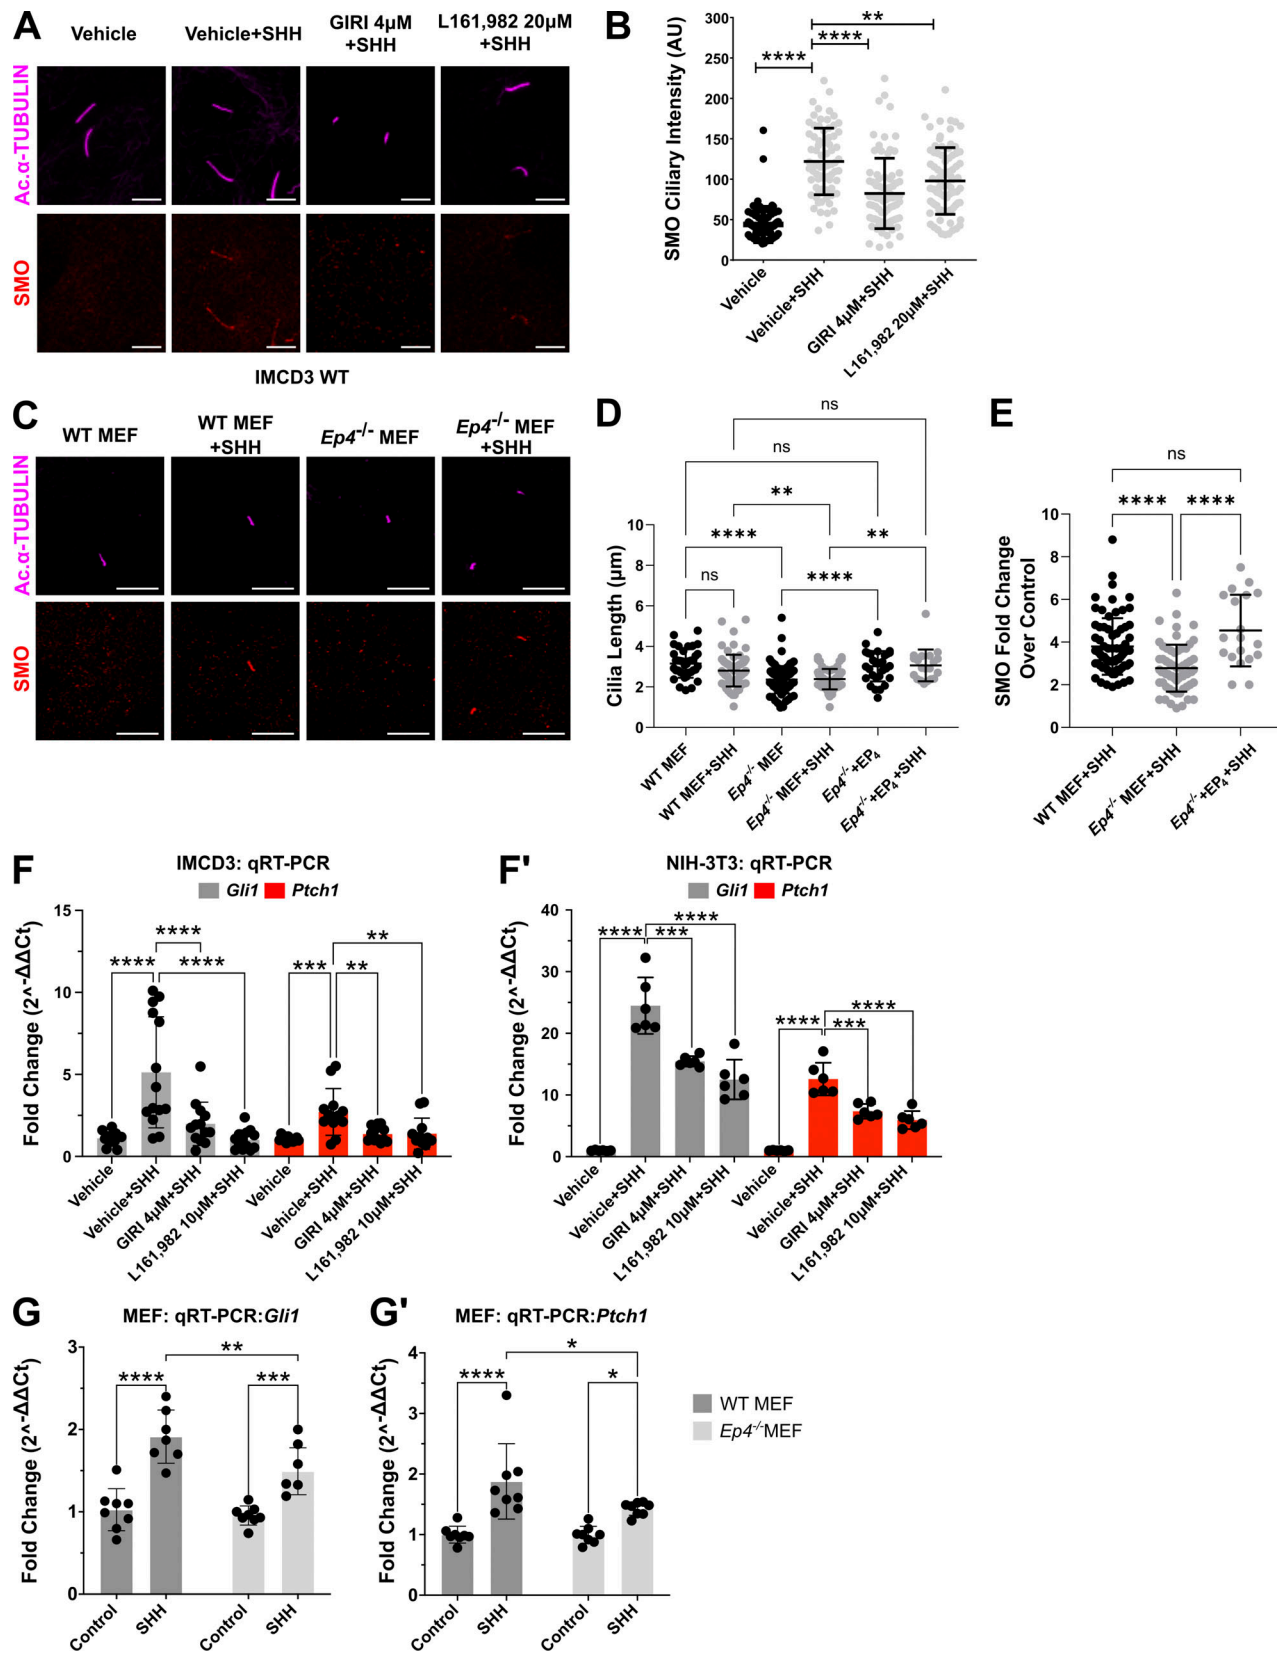 A
Vehicle
Vehicle+SHH
GIRI 4µM
+SHH
L161,982 20µM
+SHH
Ac.α-TUBULIN
SMO
IMCD3 WT
B
SMO Ciliary Intensity (AU)
300
250
200
150
100
50
0
****
****
**
Vehicle
Vehicle+SHH
GIRI 4µM+SHH
L161,982 20µM+SHH
C
WT MEF
WT MEF
+SHH
Ep4-/- MEF
Ep4-/- MEF
+SHH
Ac.α-TUBULIN
SMO
D
Cilia Length (µm)
10
8
6
4
2
0
ns
ns
**
****
**
ns
****
WT MEF
WT MEF+SHH
Ep4-/- MEF
Ep4-/- MEF+SHH
Ep4-/-+EP4
Ep4-/-+EP4+SHH
E
SMO Fold Change
Over Control
10
8
6
4
2
0
ns
****
****
WT MEF+SHH
Ep4-/- MEF+SHH
Ep4-/-+EP4+SHH
F
IMCD3: qRT-PCR
Gli1
Ptch1
Fold Change (2^-ΔΔCt)
15
10
5
0
****
****
****
**
***
**
Vehicle
Vehicle+SHH
GIRI 4µM+SHH
L161,982 10µM+SHH
Vehicle
Vehicle+SHH
GIRI 4µM+SHH
L161,982 10µM+SHH
F'
NIH-3T3: qRT-PCR
Gli1
Ptch1
Fold Change (2^-ΔΔCt)
40
30
20
10
0
****
****
***
****
****
***
Vehicle
Vehicle+SHH
GIRI 4µM+SHH
L161,982 10µM+SHH
Vehicle
Vehicle+SHH
GIRI 4µM+SHH
L161,982 10µM+SHH
G
MEF: qRT-PCR:Gli1
Fold Change (2^-ΔΔCt)
3
2
1
0
**
****
***
Control
SHH
Control
SHH
G'
MEF: qRT-PCR:Ptch1
Fold Change (2^-ΔΔCt)
4
3
2
1
0
*
****
*
Control
SHH
Control
SHH
WT MEF
Ep4-/-MEF